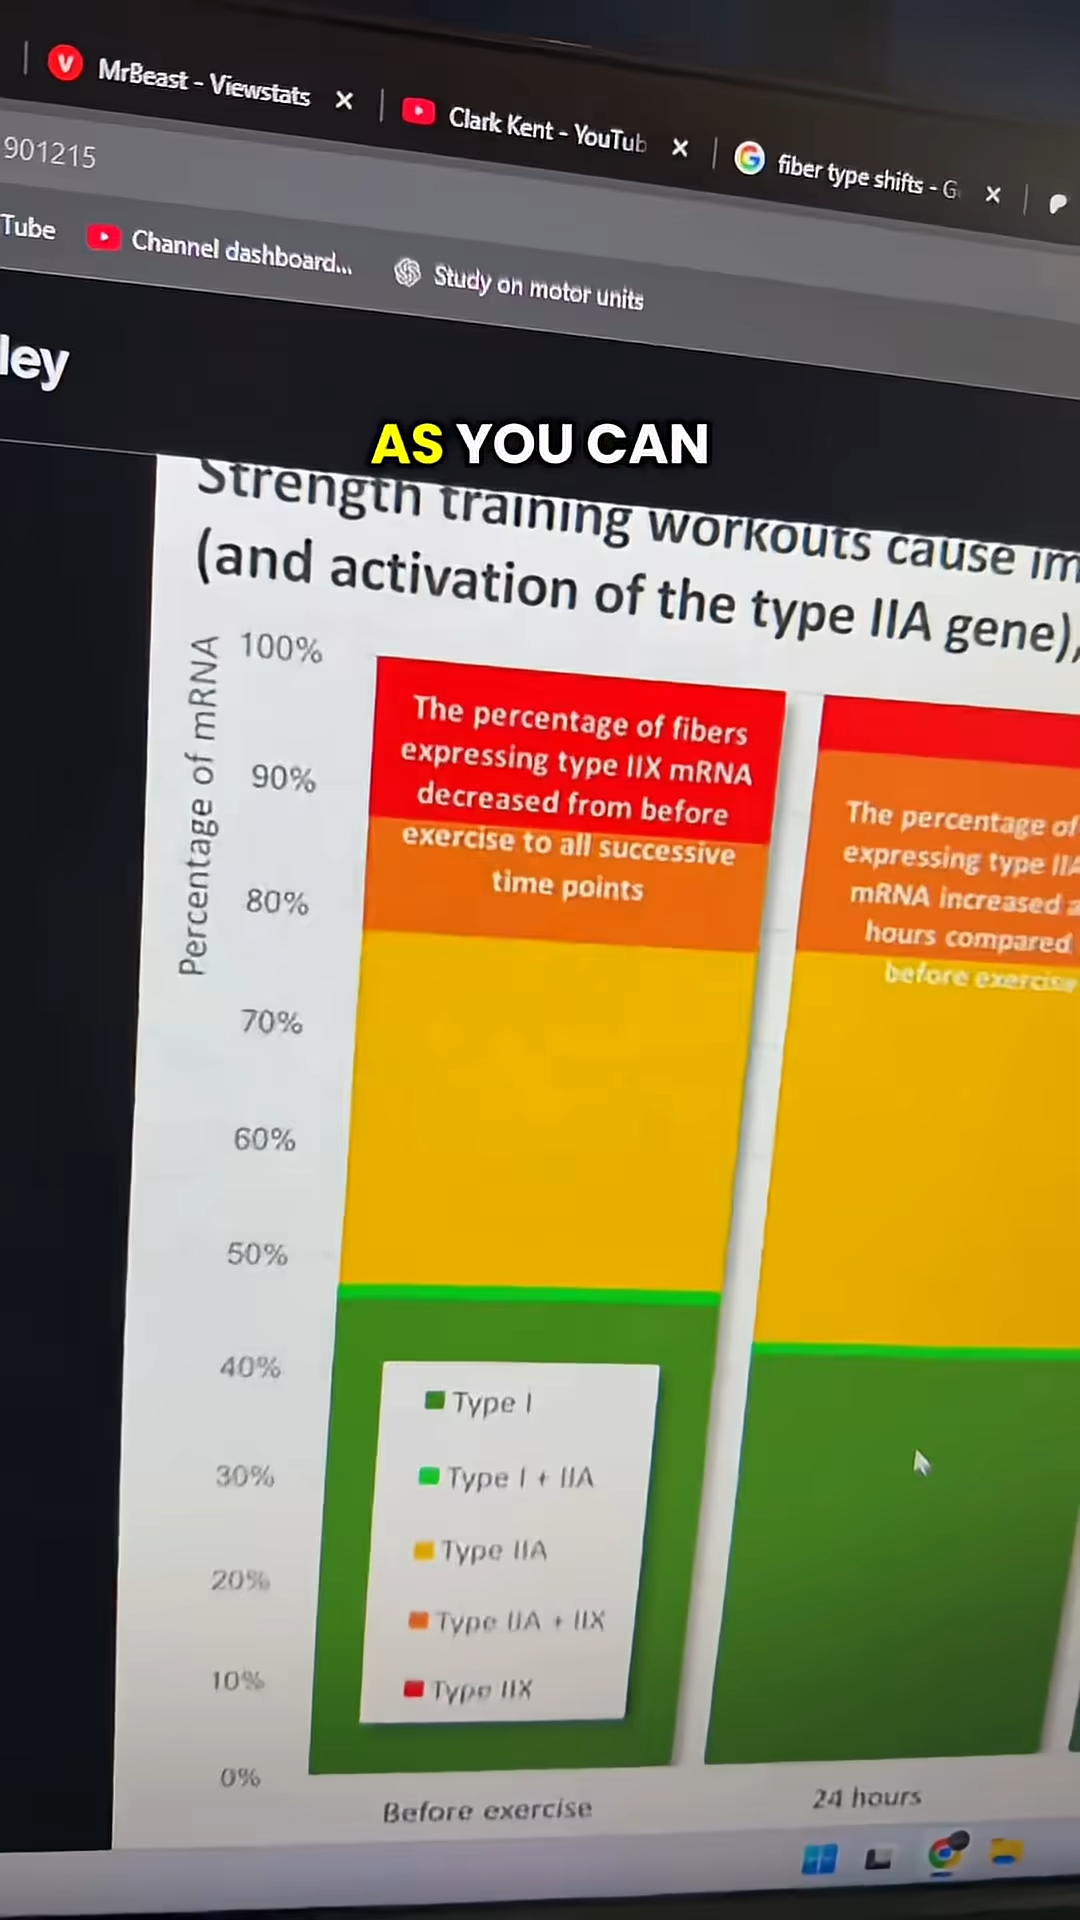 MrBeast - Viewstats
Clark Kent - YouTub
fiber type shifts - G
901215
Tube
Channel dashboard...
Study on motor units
ley
AS YOU CAN
Strength training workouts cause im
(and activation of the type IIA gene),
Percentage of mRNA
100%
90%
80%
70%
60%
50%
40%
30%
20%
10%
0%
The percentage of fibers
expressing type IIX mRNA
decreased from before
exercise to all successive
time points
The percentage of
expressing type IIA
mRNA increased a
hours compared
before exercise
Type I
Type I + IIA
Type IIA
Type IIA + IIX
Type IIX
Before exercise
24 hours